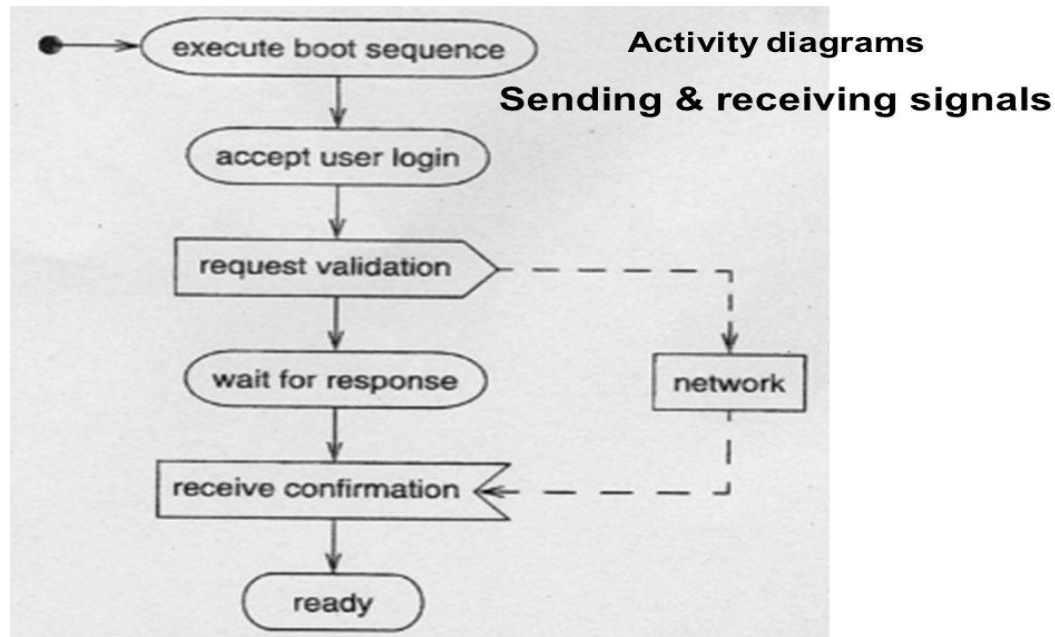 execute boot sequence
Activity diagrams
Sending & receiving signals
accept user login
request validation
wait for response
network
receive confirmation
ready